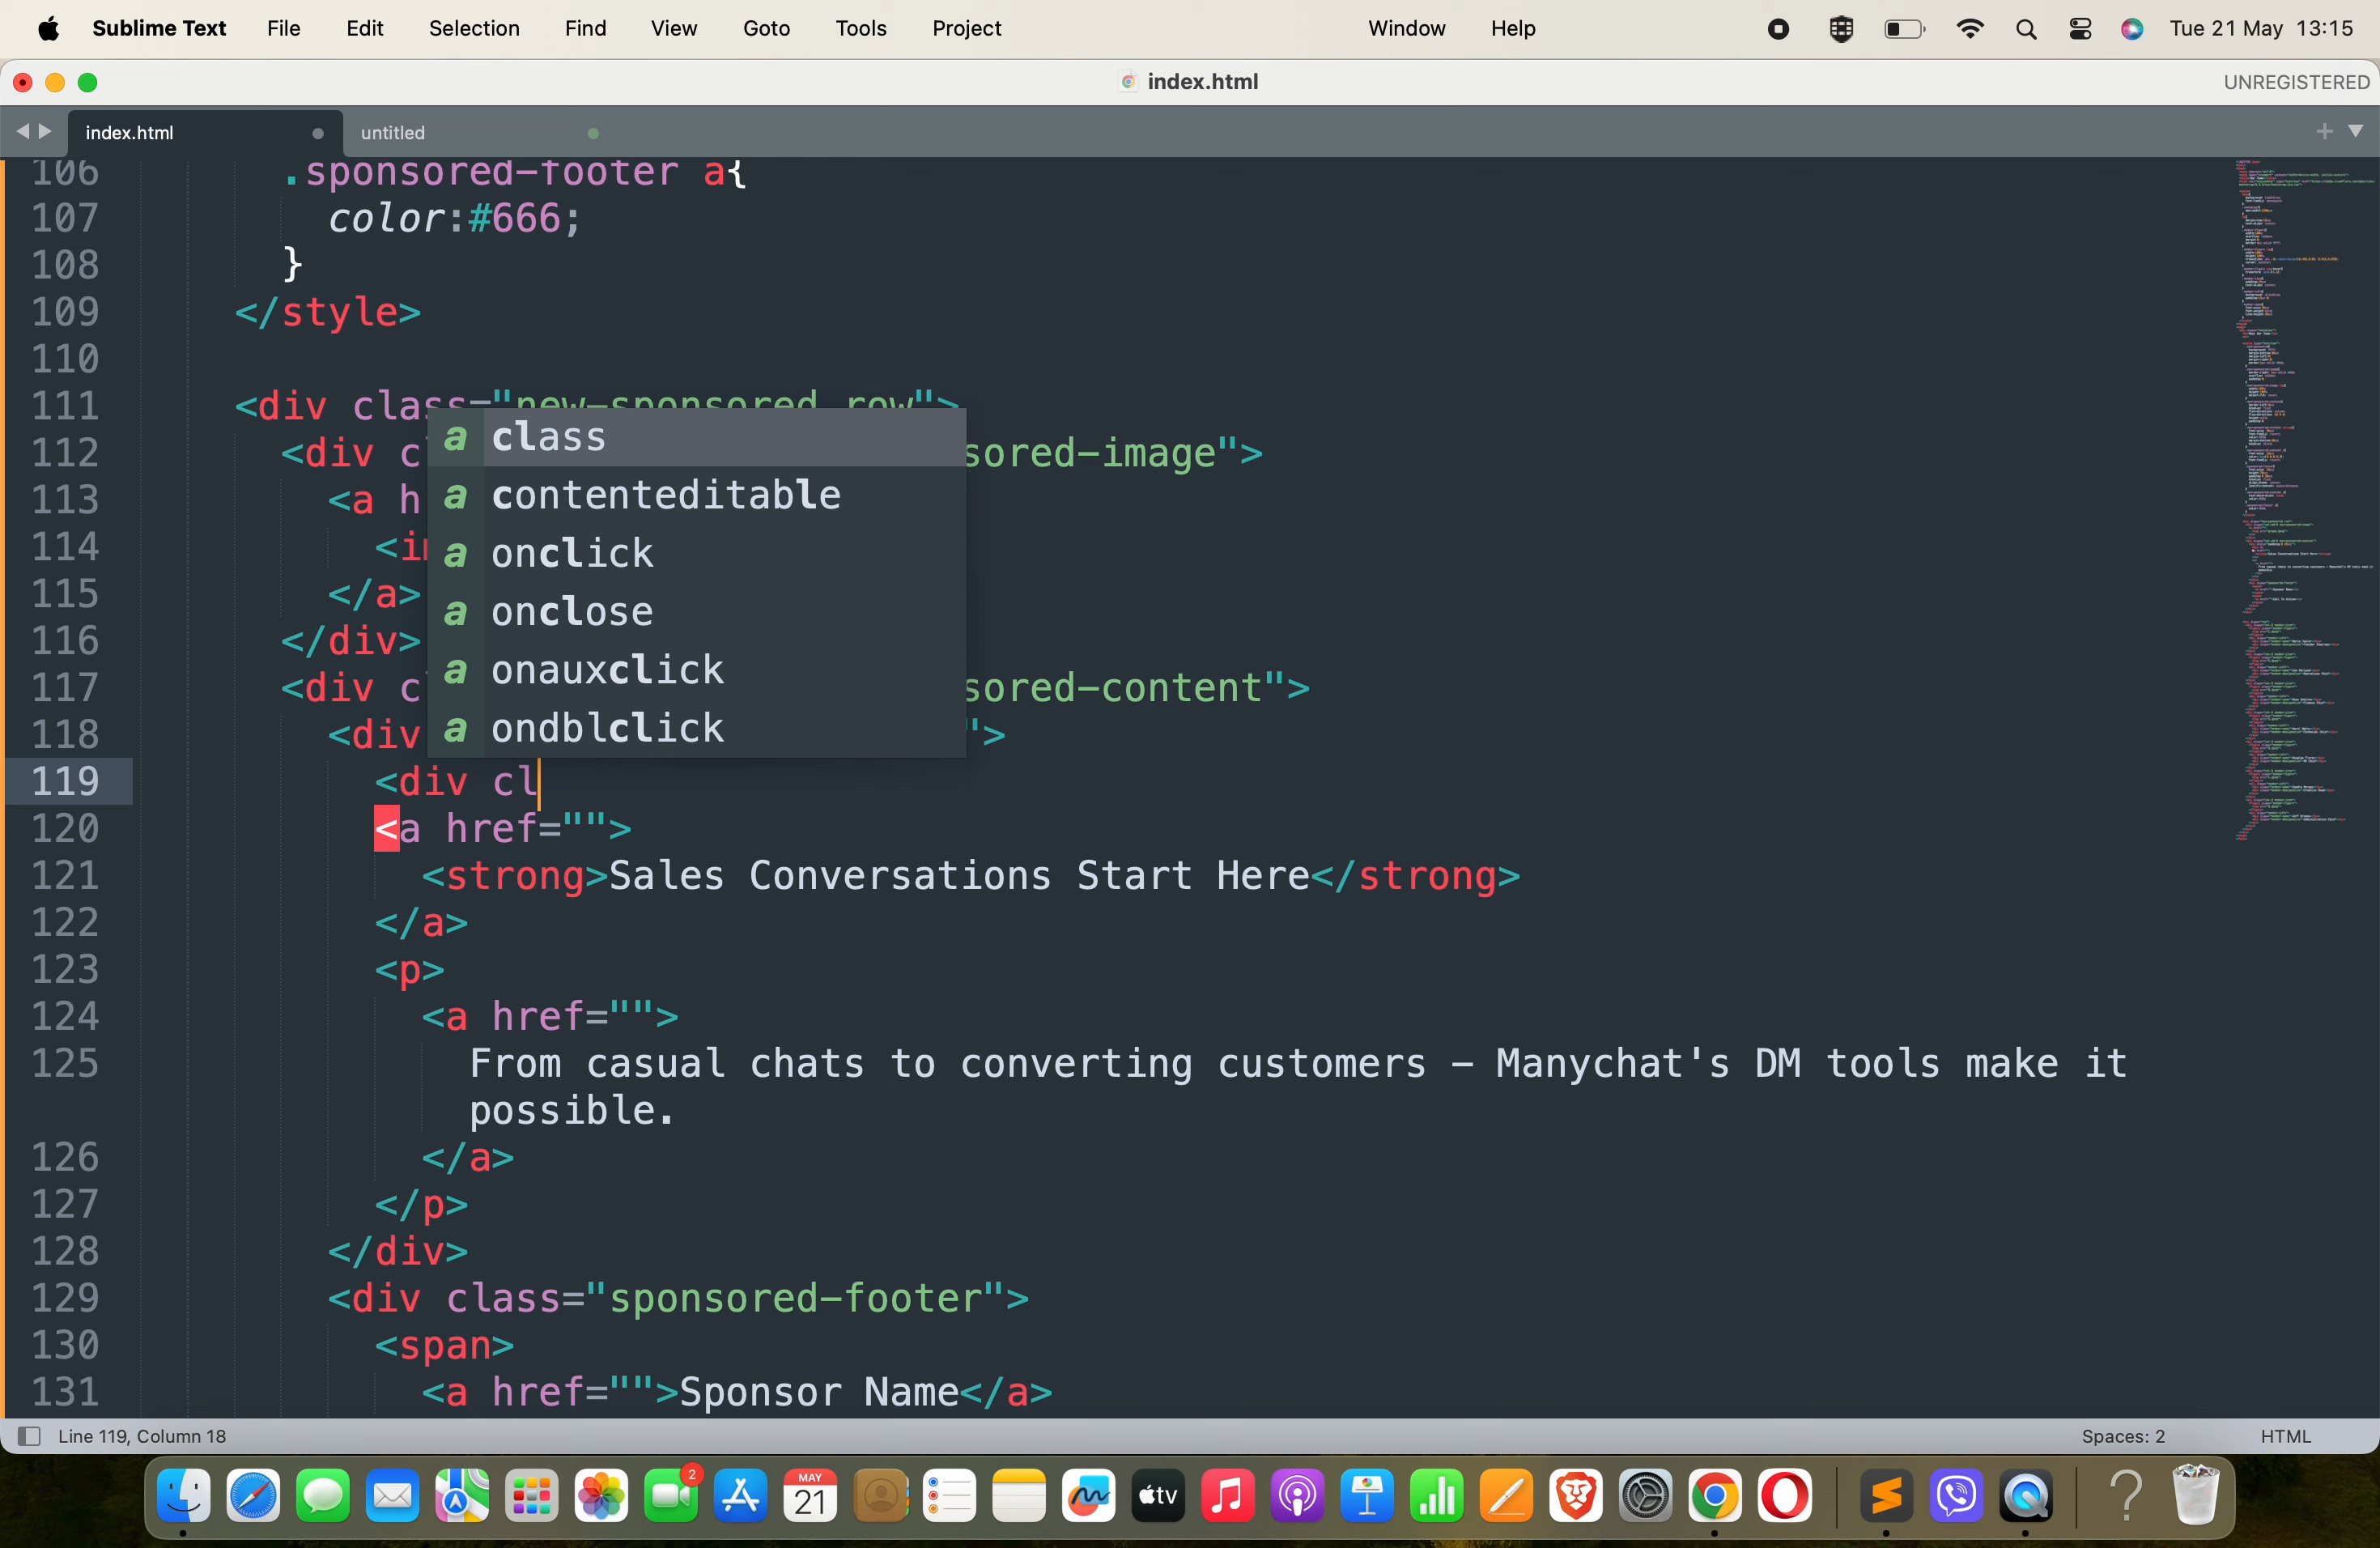 Sublime Text File Edit Selection Find View Goto Tools Project Window Help Tue 21 May 13:15
index.html UNREGISTERED
index.html untitled
106 .sponsored-footer a{
107 color:#666;
108 }
109 </style>
110
111 <div class="new-sponsored row">
112 <div c sored-image">
113 <a h
114 <i
115 </a>
116 </div>
117 <div c sored-content">
118 <div ">
a class
a contenteditable
a onclick
a onclose
a onauxclick
a ondblclick
119 <div cl
120 <a href="">
121 <strong>Sales Conversations Start Here</strong>
122 </a>
123 <p>
124 <a href="">
125 From casual chats to converting customers – Manychat's DM tools make it
possible.
126 </a>
127 </p>
128 </div>
129 <div class="sponsored-footer">
130 <span>
131 <a href="">Sponsor Name</a>
Line 119, Column 18 Spaces: 2 HTML
2
MAY
21
tv